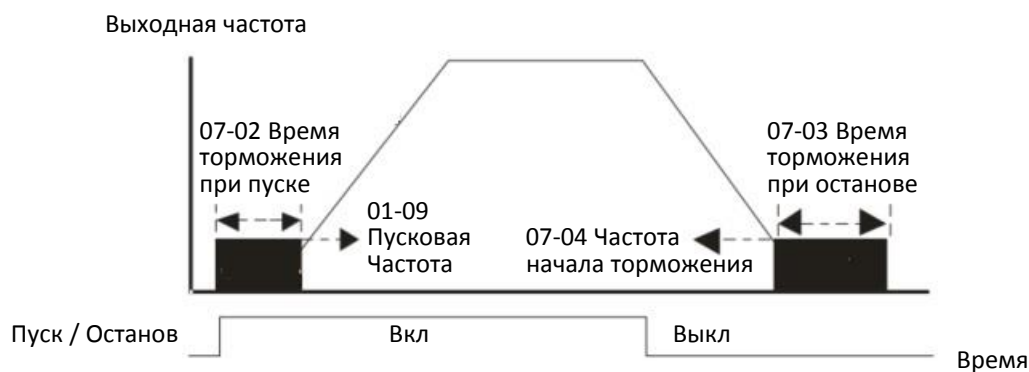 Выходная частота
07-02 Время
торможения
при пуске
07-03 Время
торможения
при останове
01-09
Пусковая
Частота
07-04 Частота
начала торможения
Пуск / Останов
Вкл
Выкл
Время